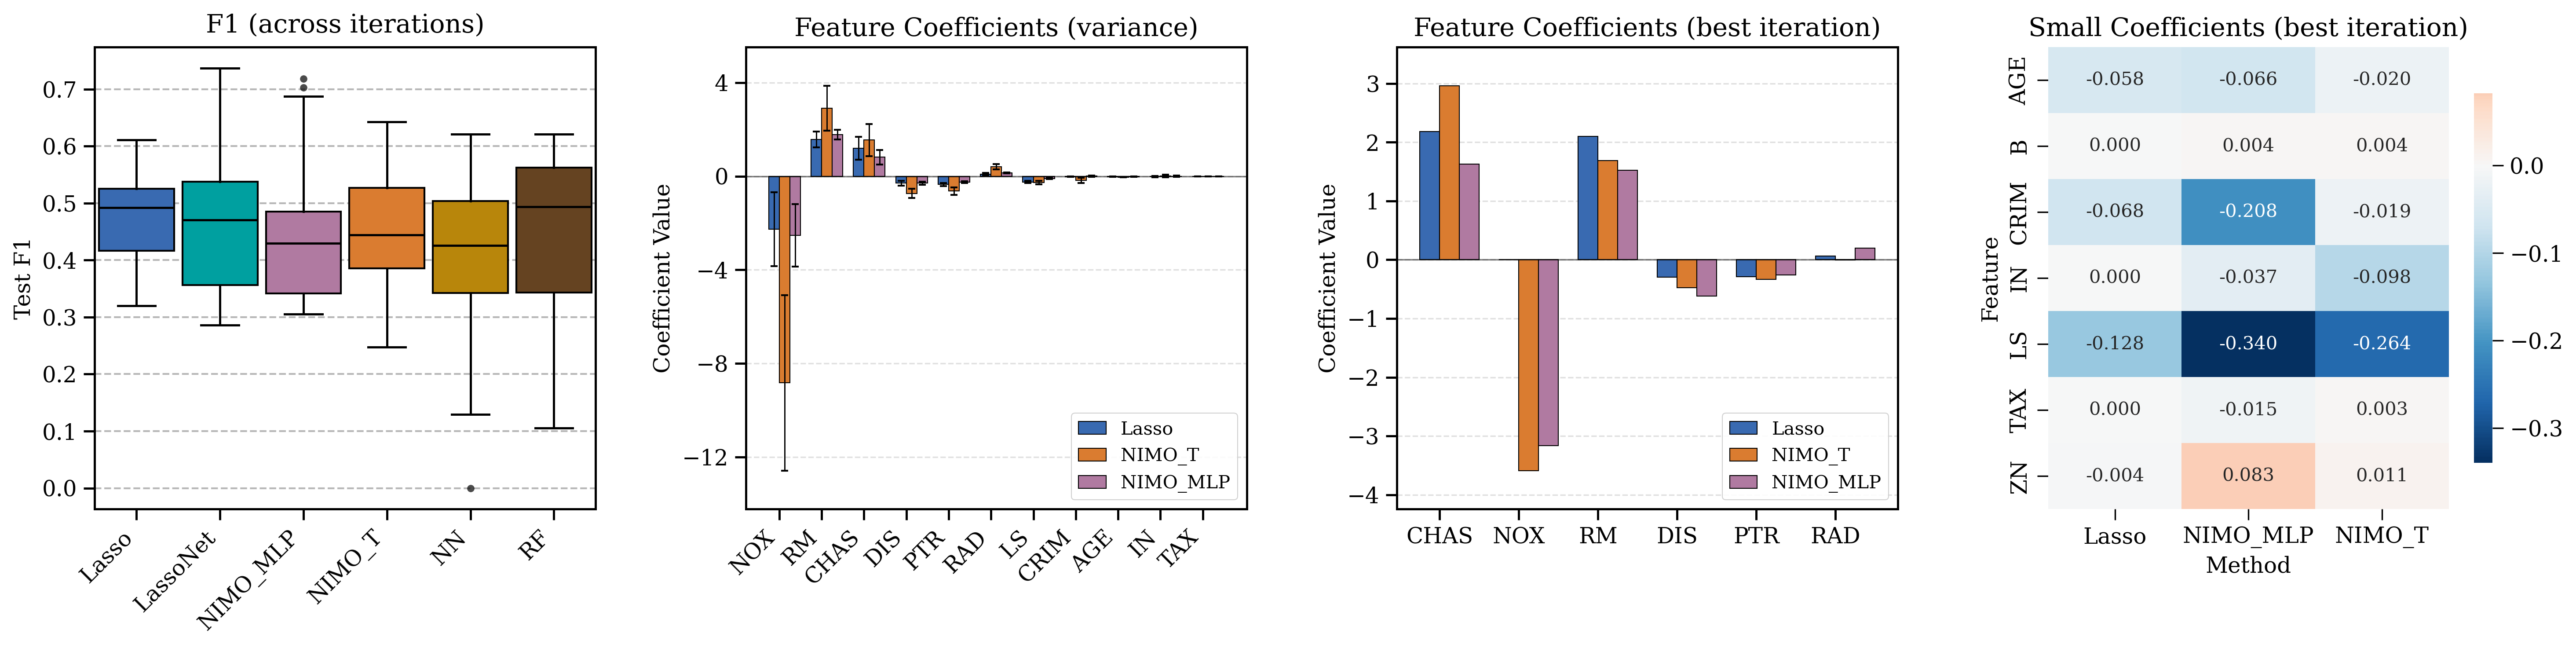 F1 (across iterations)
Test F1
0.7
0.6
0.5
0.4
0.3
0.2
0.1
0.0
Lasso
LassoNet
NIMO_MLP
NIMO_T
NN
RF
Feature Coefficients (variance)
Coefficient Value
4
0
−4
−8
−12
NOX
RM
CHAS
DIS
PTR
RAD
LS
CRIM
AGE
IN
TAX
Lasso
NIMO_T
NIMO_MLP
Feature Coefficients (best iteration)
Coefficient Value
3
2
1
0
−1
−2
−3
−4
CHAS NOX RM DIS PTR RAD
Lasso
NIMO_T
NIMO_MLP
Small Coefficients (best iteration)
Feature
AGE -0.058 -0.066 -0.020
B 0.000 0.004 0.004
CRIM -0.068 -0.208 -0.019
IN 0.000 -0.037 -0.098
LS -0.128 -0.340 -0.264
TAX 0.000 -0.015 0.003
ZN -0.004 0.083 0.011
Lasso NIMO_MLP NIMO_T
Method
0.0
−0.1
−0.2
−0.3